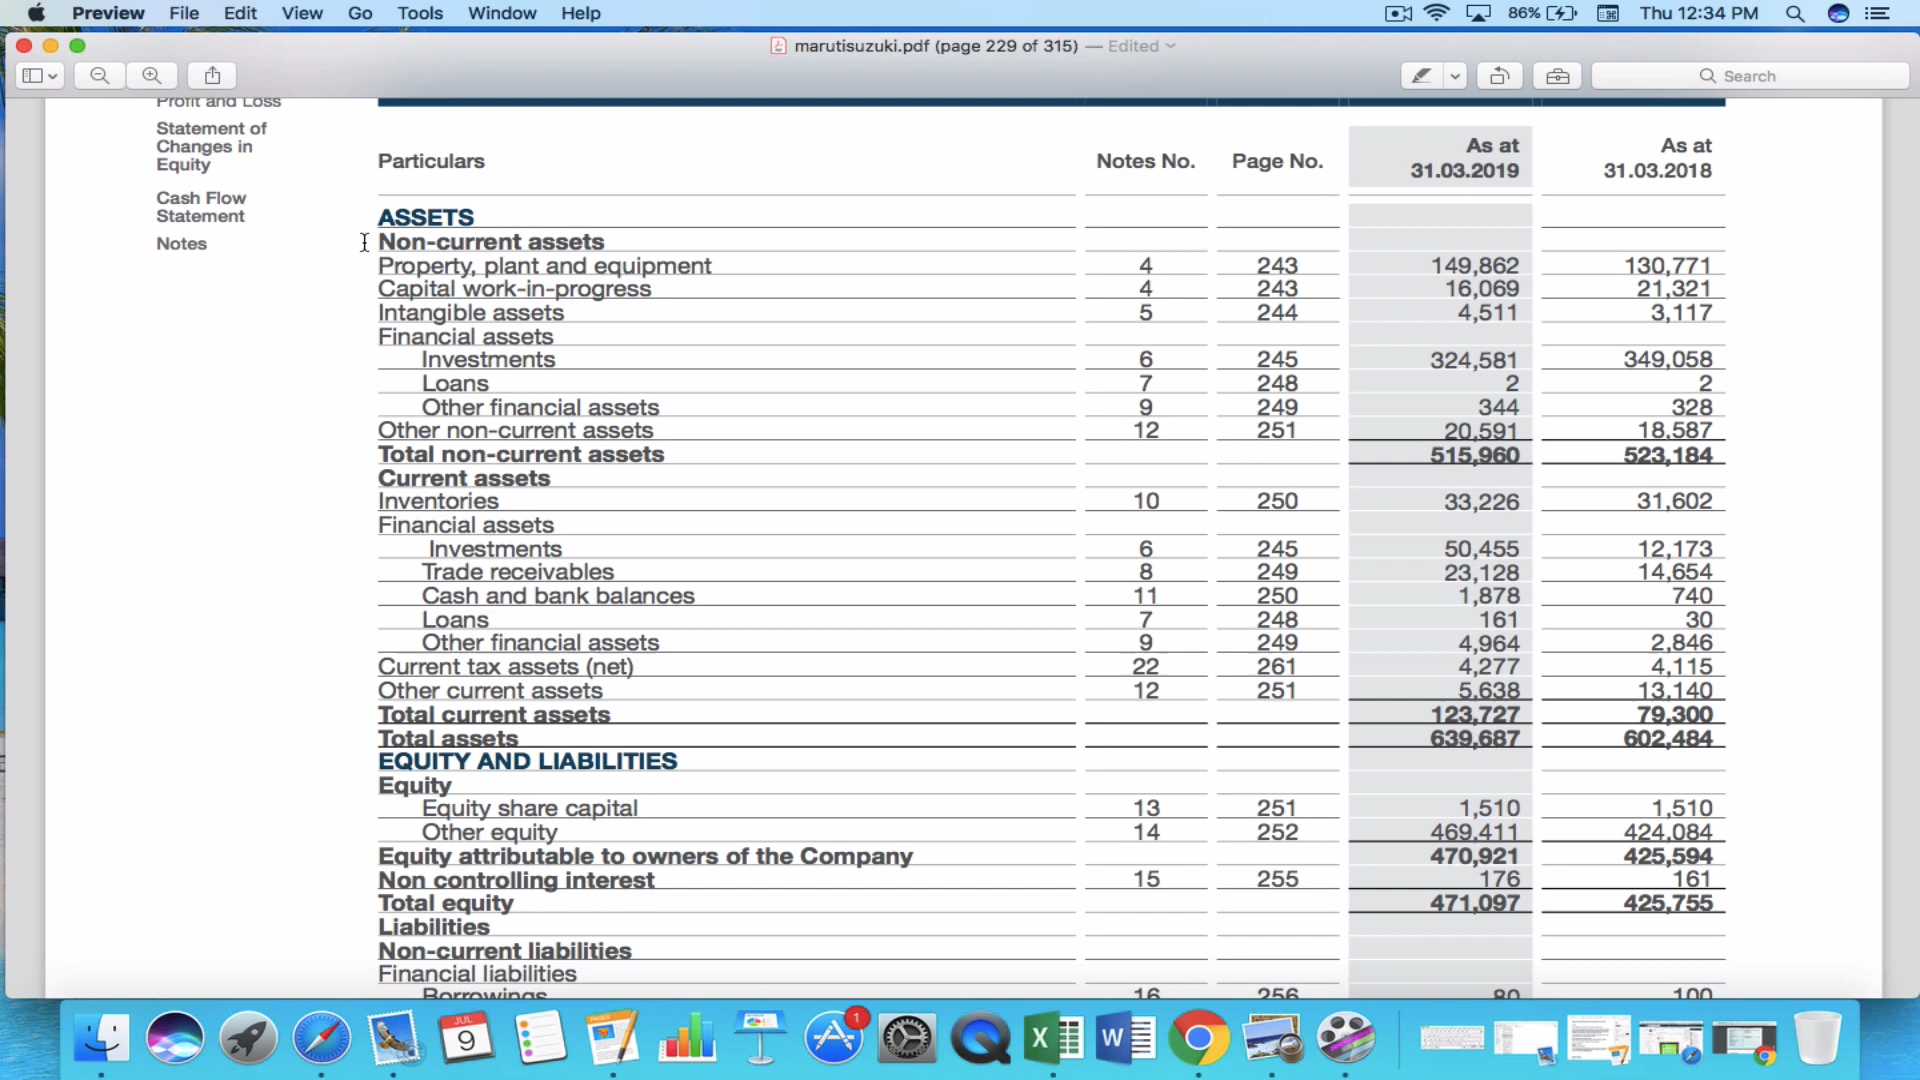 Preview File Edit View Go Tools Window Help 86% Thu 12:34 PM
marutisuzuki.pdf (page 229 of 315) — Edited
Search
Profit and Loss
Statement of
Changes in
Equity
Cash Flow
Statement
Notes
Particulars Notes No. Page No. As at 31.03.2019 As at 31.03.2018
ASSETS
Non-current assets
Property, plant and equipment 4 243 149,862 130,771
Capital work-in-progress 4 243 16,069 21,321
Intangible assets 5 244 4,511 3,117
Financial assets
Investments 6 245 324,581 349,058
Loans 7 248 2 2
Other financial assets 9 249 344 328
Other non-current assets 12 251 20,591 18,587
Total non-current assets 515,960 523,184
Current assets
Inventories 10 250 33,226 31,602
Financial assets
Investments 6 245 50,455 12,173
Trade receivables 8 249 23,128 14,654
Cash and bank balances 11 250 1,878 740
Loans 7 248 161 30
Other financial assets 9 249 4,964 2,846
Current tax assets (net) 22 261 4,277 4,115
Other current assets 12 251 5,638 13,140
Total current assets 123,727 79,300
Total assets 639,687 602,484
EQUITY AND LIABILITIES
Equity
Equity share capital 13 251 1,510 1,510
Other equity 14 252 469,411 424,084
Equity attributable to owners of the Company 470,921 425,594
Non controlling interest 15 255 176 161
Total equity 471,097 425,755
Liabilities
Non-current liabilities
Financial liabilities
Borrowings 16 256 80 100
JUL
9
PAGES
1
X
W